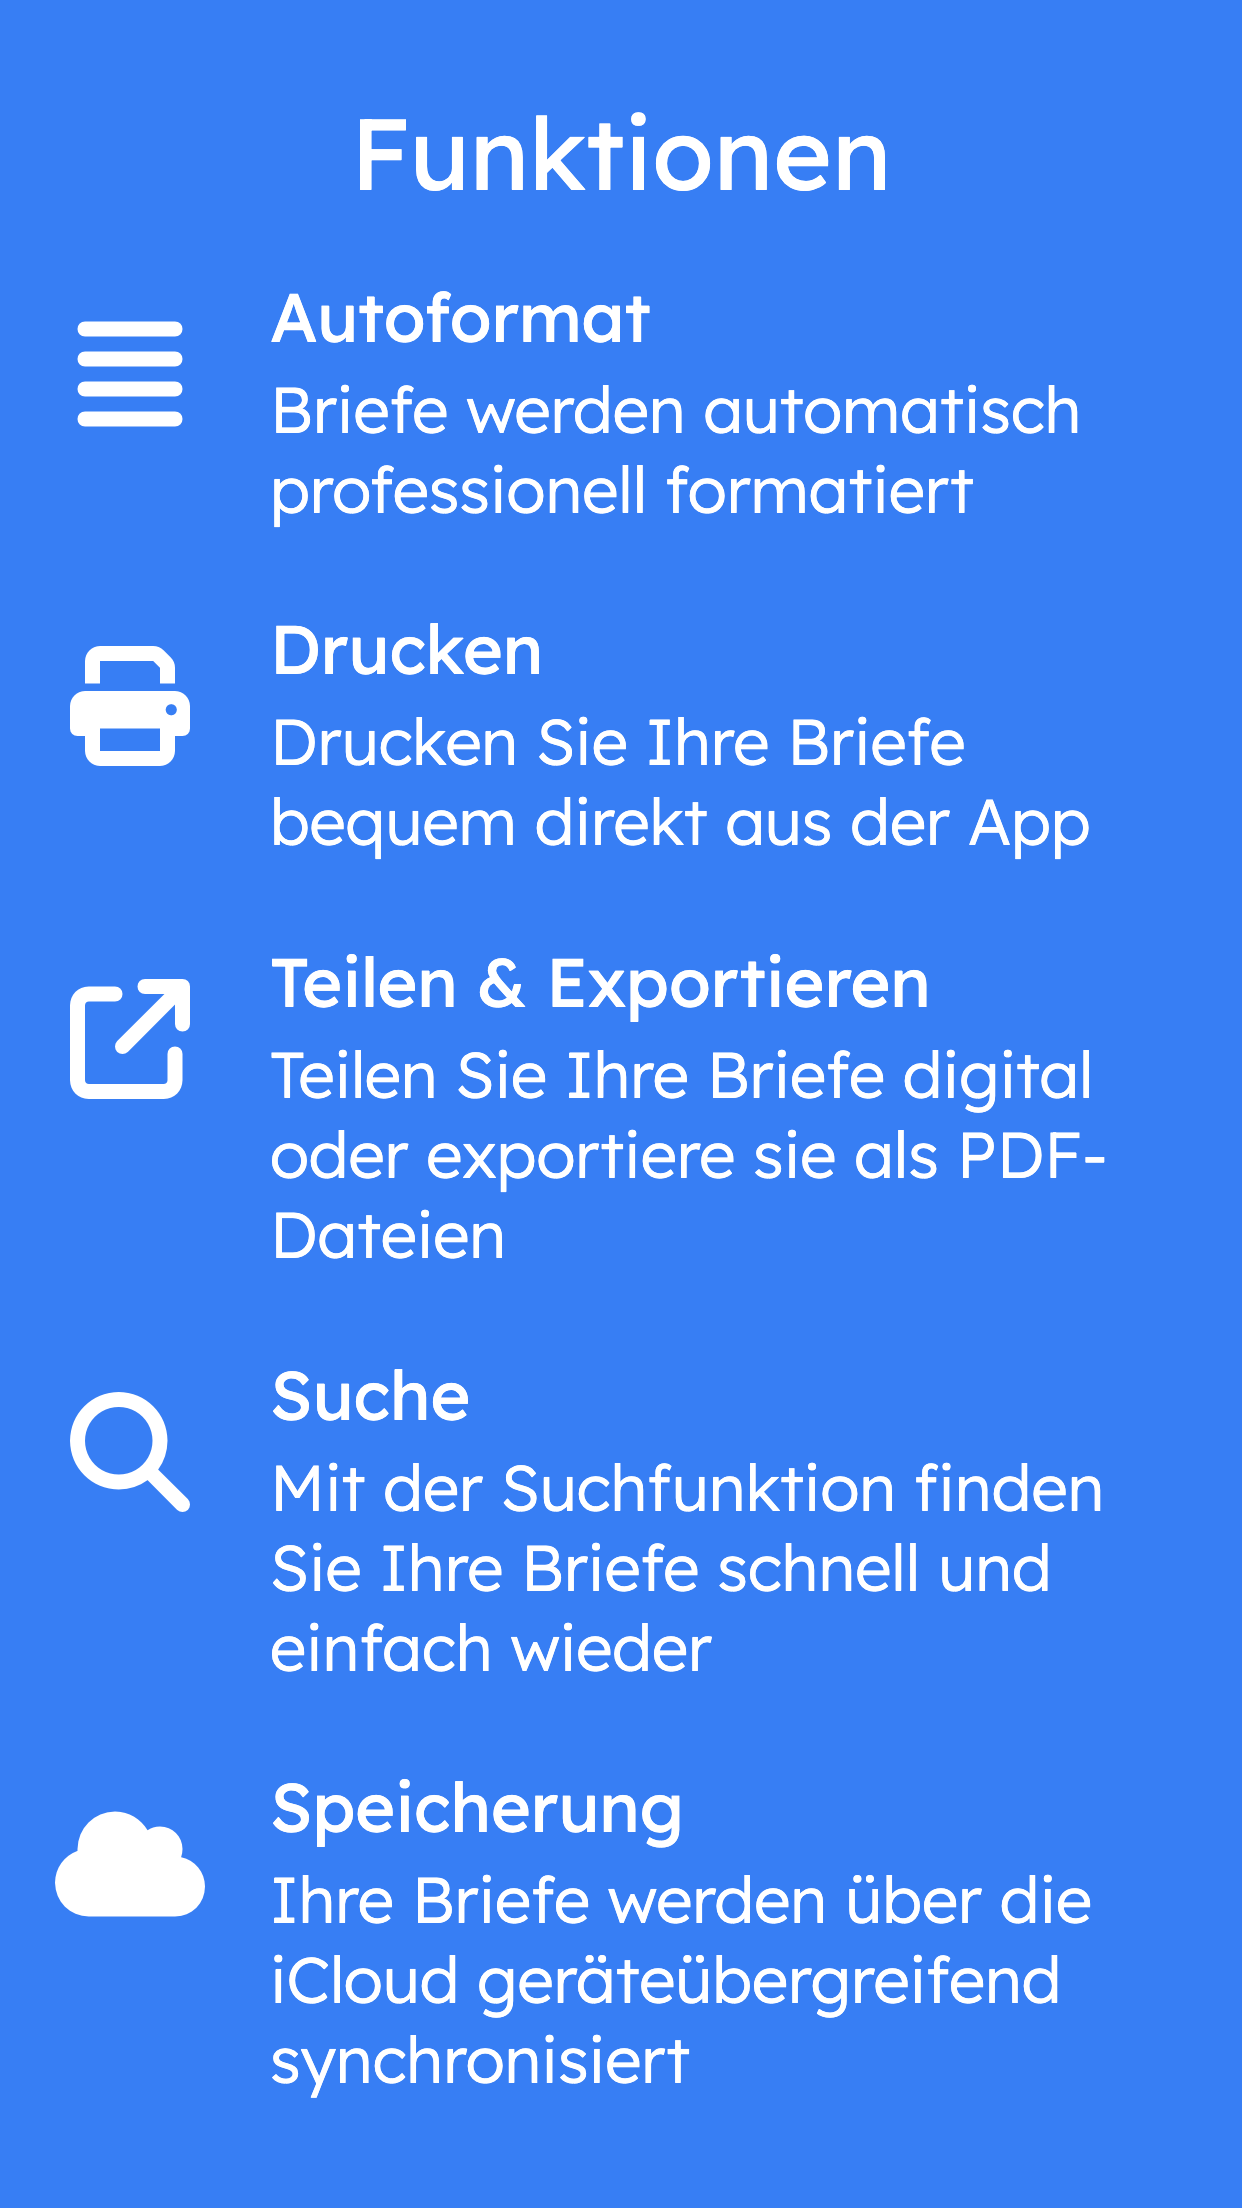 Funktionen
Autoformat
Briefe werden automatisch
professionell formatiert
Drucken
Drucken Sie Ihre Briefe
bequem direkt aus der App
Teilen & Exportieren
Teilen Sie Ihre Briefe digital
oder exportiere sie als PDF-
Dateien
Suche
Mit der Suchfunktion finden
Sie Ihre Briefe schnell und
einfach wieder
Speicherung
Ihre Briefe werden über die
iCloud geräteübergreifend
synchronisiert